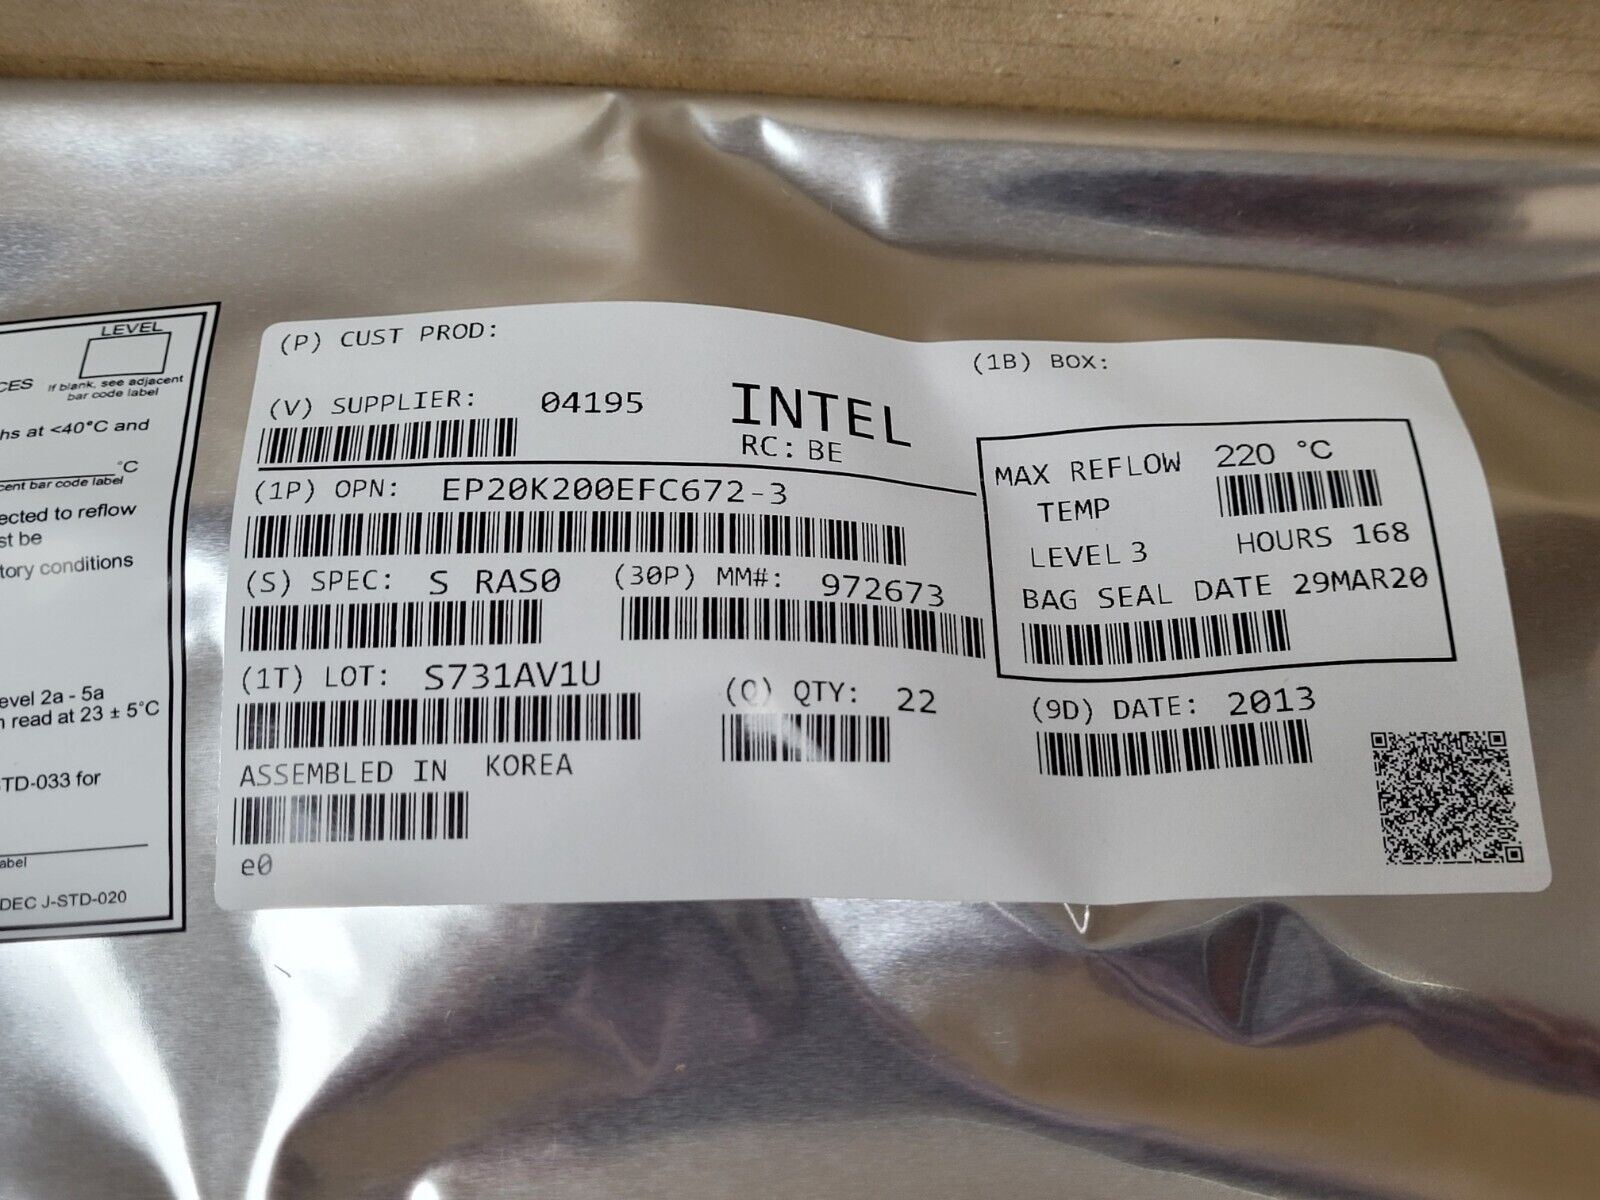 LEVEL
CES
If blank, see adjacent
bar code label
hs at <40°C and
°C
cent bar code label
ected to reflow
st be
tory conditions
evel 2a - 5a
n read at 23 ± 5°C
TD-033 for
abel
DEC J-STD-020
(P) CUST PROD:
(1B) BOX:
(V) SUPPLIER: 04195
INTEL
RC: BE
(1P) OPN: EP20K200EFC672-3
(S) SPEC: S RAS0
(30P) MM#: 972673
(1T) LOT: S731AV1U
(Q) QTY: 22
ASSEMBLED IN KOREA
e0
MAX REFLOW 220 °C
TEMP
LEVEL 3 HOURS 168
BAG SEAL DATE 29MAR20
(9D) DATE: 2013